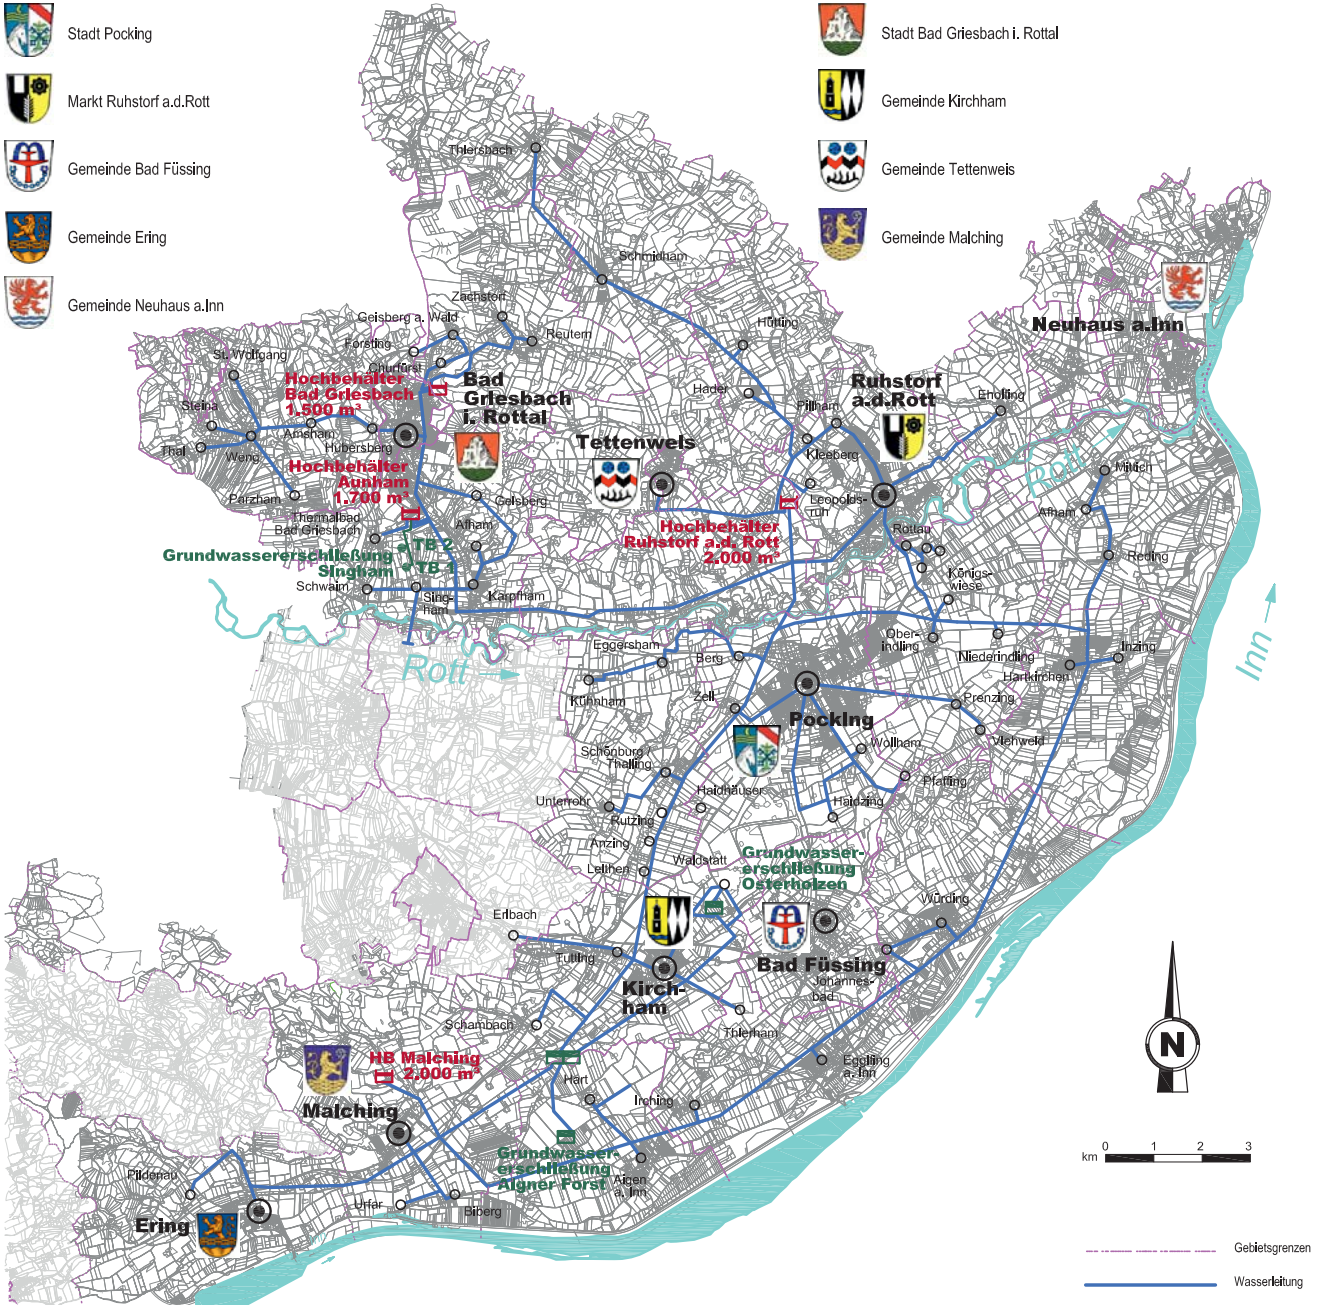 Stadt Pocking
Markt Ruhstorf a.d.Rott
Gemeinde Bad Füssing
Gemeinde Ering
Gemeinde Neuhaus a.Inn
Stadt Bad Griesbach i. Rottal
Gemeinde Kirchham
Gemeinde Tettenweis
Gemeinde Malching
Thiersbach
Schmidham
Zachstorf
Geisberg a. Wald
Reutern
Forsting
Churfürst
St. Wolfgang
Hochbehälter
Bad Griesbach
1.500 m³
Bad
Griesbach
i. Rottal
Steina
Amsham
Hubersberg
Thal
Weng
Parzham
Hochbehälter
Aunham
1.700 m³
Thermalbad
Bad Griesbach
Geisberg
Afham
Grundwassererschließung
Singham
TB 2
TB 1
Schwaim
Sing-
ham
Karpfham
Rott
Hütting
Hader
Pillham
Kleeberg
Ruhstorf
a.d.Rott
Eholfing
Neuhaus a.Inn
Tettenweis
Leopolds-
ruh
Hochbehälter
Ruhstorf a.d. Rott
2.000 m³
Rottau
Königs-
wiese
Rott
Mittich
Afham
Reding
Inn
Eggersham
Berg
Kühnham
Zell
Ober-
indling
Niederindling
Hartkirchen
Inzing
Pocking
Prenzing
Viehweid
Wollham
Pfaffing
Haidzing
Schönburg /
Thalling
Unterrohr
Rutzing
Haidhäuser
Anzing
Leithen
Waldstatt
Grundwasser-
erschließung
Osterholzen
Würding
Erlbach
Tutting
Kirch-
ham
Bad Füssing
Johannes-
bad
Thierham
Schambach
HB Malching
2.000 m³
Malching
Hart
Irching
Egglfing
a. Inn
Grundwasser-
erschließung
Aigner Forst
Aigen
a. Inn
Pildenau
Ering
Urfar
Biberg
N
km
0
1
2
3
Gebietsgrenzen
Wasserleitung